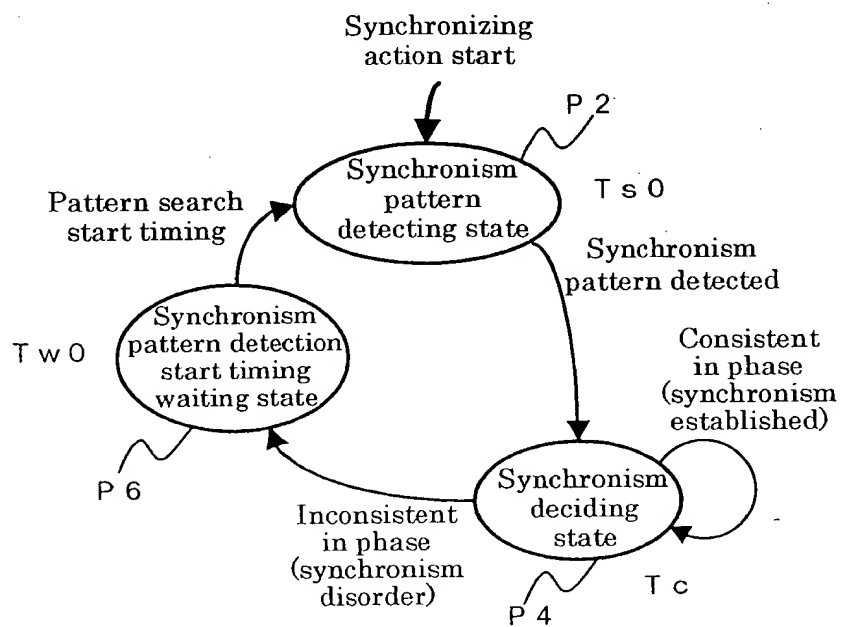 Synchronizing
action start
P 2
Synchronism
pattern
detecting state
T s 0
Pattern search
start timing
Synchronism
pattern detected
Synchronism
pattern detection
start timing
waiting state
T w 0
P 6
Consistent
in phase
(synchronism
established)
Synchronism
deciding
state
Inconsistent
in phase
(synchronism
disorder)
P 4
T c